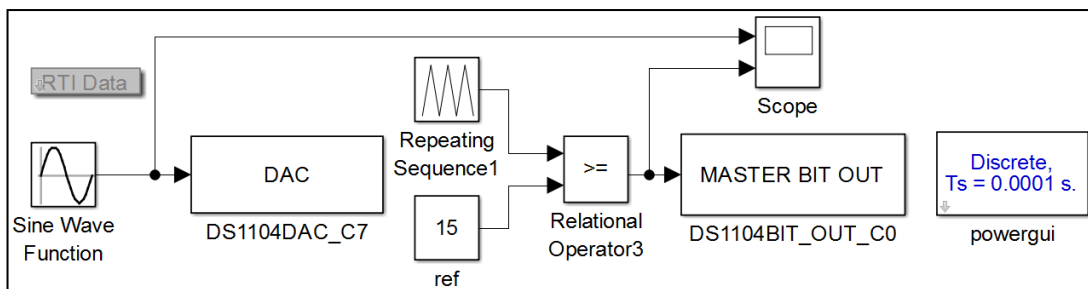 RTI Data
Sine Wave
Function
DAC
DS1104DAC_C7
Repeating
Sequence1
15
ref
>=
Relational
Operator3
Scope
MASTER BIT OUT
DS1104BIT_OUT_C0
Discrete,
Ts = 0.0001 s.
powergui